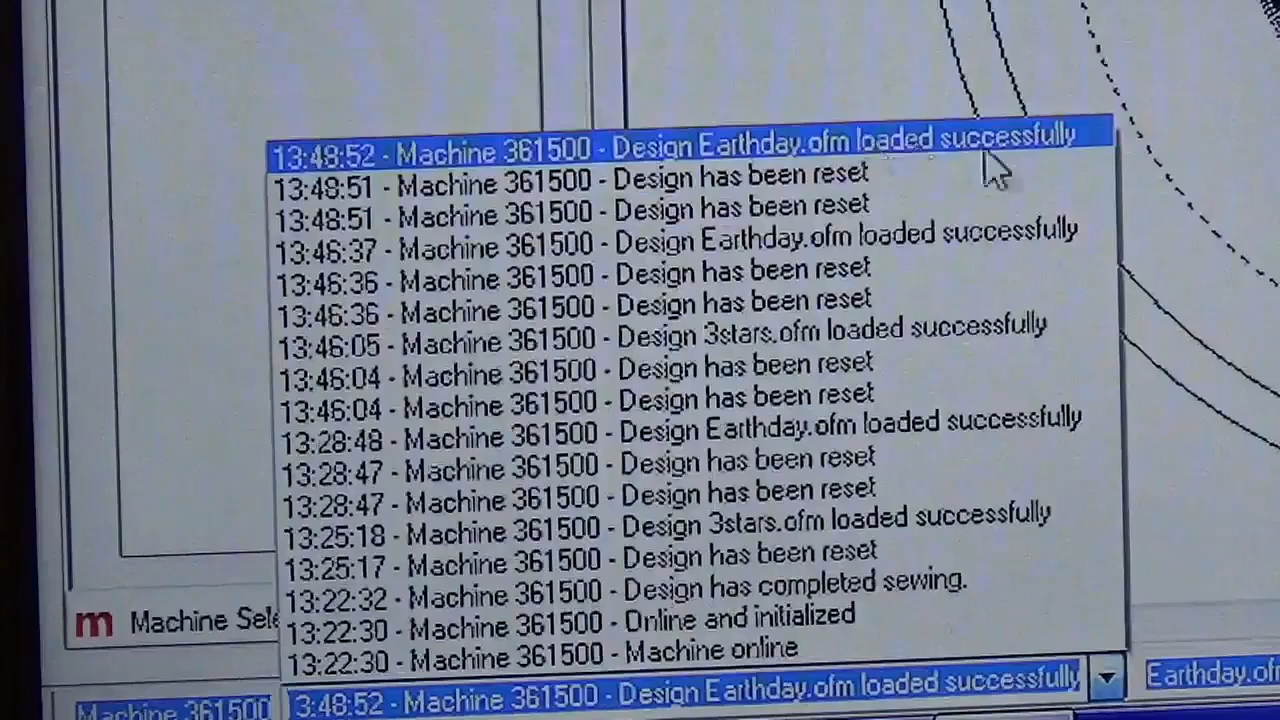 13:48:52 - Machine 361500 - Design Earthday.ofm loaded successfully
13:48:51 - Machine 361500 - Design has been reset
13:48:51 - Machine 361500 - Design has been reset
13:46:37 - Machine 361500 - Design Earthday.ofm loaded successfully
13:46:36 - Machine 361500 - Design has been reset
13:46:36 - Machine 361500 - Design has been reset
13:46:05 - Machine 361500 - Design 3stars.ofm loaded successfully
13:46:04 - Machine 361500 - Design has been reset
13:46:04 - Machine 361500 - Design has been reset
13:28:48 - Machine 361500 - Design Earthday.ofm loaded successfully
13:28:47 - Machine 361500 - Design has been reset
13:28:47 - Machine 361500 - Design has been reset
13:25:18 - Machine 361500 - Design 3stars.ofm loaded successfully
13:25:17 - Machine 361500 - Design has been reset
13:22:32 - Machine 361500 - Design has completed sewing.
13:22:30 - Machine 361500 - Online and initialized
13:22:30 - Machine 361500 - Machine online
m Machine Sele
Machine 361500 3:48:52 - Machine 361500 - Design Earthday.ofm loaded successfully Earthday.ofm